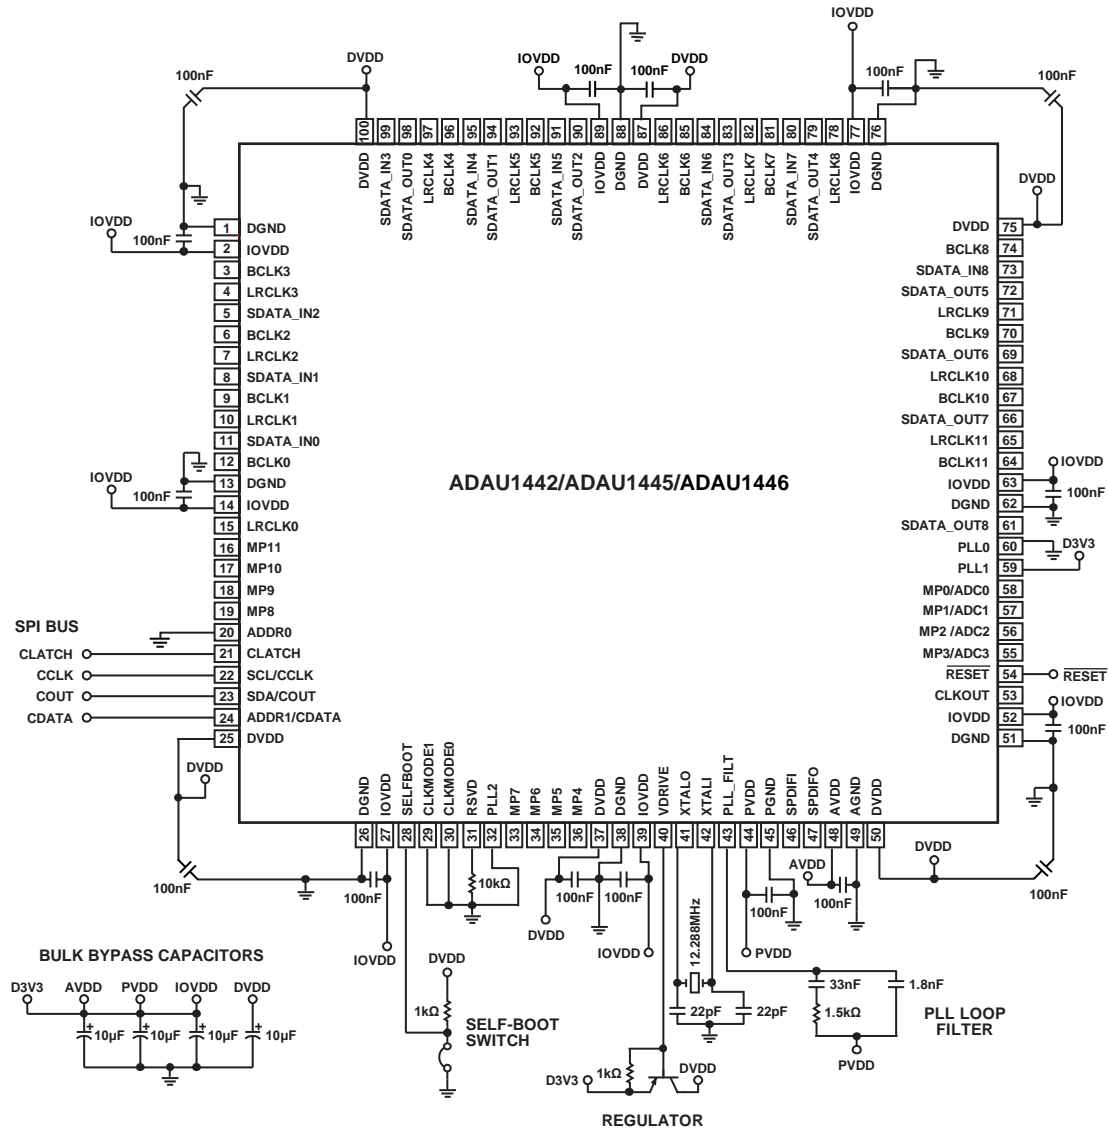 IOVDD
DVDD
IOVDD
DVDD
100nF
100nF
100nF
100nF
100nF
100
99
98
97
96
95
94
93
92
91
90
89
88
87
86
85
84
83
82
81
80
79
78
77
76
DVDD
SDATA_IN3
SDATA_OUT0
LRCLK4
BCLK4
SDATA_IN4
SDATA_OUT1
LRCLK5
BCLK5
SDATA_IN5
SDATA_OUT2
IOVDD
DGND
DVDD
LRCLK6
BCLK6
SDATA_IN6
SDATA_OUT3
LRCLK7
BCLK7
SDATA_IN7
SDATA_OUT4
LRCLK8
IOVDD
DGND
IOVDD
100nF
1 DGND
2 IOVDD
3 BCLK3
4 LRCLK3
5 SDATA_IN2
6 BCLK2
7 LRCLK2
8 SDATA_IN1
9 BCLK1
10 LRCLK1
11 SDATA_IN0
12 BCLK0
IOVDD
100nF
13 DGND
14 IOVDD
15 LRCLK0
16 MP11
17 MP10
18 MP9
19 MP8
20 ADDR0
SPI BUS
CLATCH 21 CLATCH
CCLK 22 SCL/CCLK
COUT 23 SDA/COUT
CDATA 24 ADDR1/CDATA
25 DVDD
DVDD
100nF
ADAU1442/ADAU1445/ADAU1446
DVDD
DVDD 75
BCLK8 74
SDATA_IN8 73
SDATA_OUT5 72
LRCLK9 71
BCLK9 70
SDATA_OUT6 69
LRCLK10 68
BCLK10 67
SDATA_OUT7 66
LRCLK11 65
BCLK11 64 IOVDD
IOVDD 63
100nF
DGND 62
SDATA_OUT8 61
PLL0 60
D3V3
PLL1 59
MP0/ADC0 58
MP1/ADC1 57
MP2 /ADC2 56
MP3/ADC3 55
RESET 54 RESET
CLKOUT 53
IOVDD
IOVDD 52
100nF
DGND 51
DGND
IOVDD
SELFBOOT
CLKMODE1
CLKMODE0
RSVD
PLL2
MP7
MP6
MP5
MP4
DVDD
DGND
IOVDD
VDRIVE
XTALO
XTALI
PLL_FILT
PVDD
PGND
SPDIFI
SPDIFO
AVDD
AGND
DVDD
26
27
28
29
30
31
32
33
34
35
36
37
38
39
40
41
42
43
44
45
46
47
48
49
50
100nF
IOVDD
10kΩ
100nF
100nF
DVDD
IOVDD
12.288MHz
22pF
22pF
100nF
PVDD
AVDD
100nF
DVDD
100nF
BULK BYPASS CAPACITORS
D3V3
AVDD
PVDD
IOVDD
DVDD
+
10µF
+
10µF
+
10µF
+
10µF
DVDD
1kΩ
SELF-BOOT
SWITCH
D3V3
1kΩ
DVDD
REGULATOR
33nF
1.8nF
1.5kΩ
PVDD
PLL LOOP
FILTER